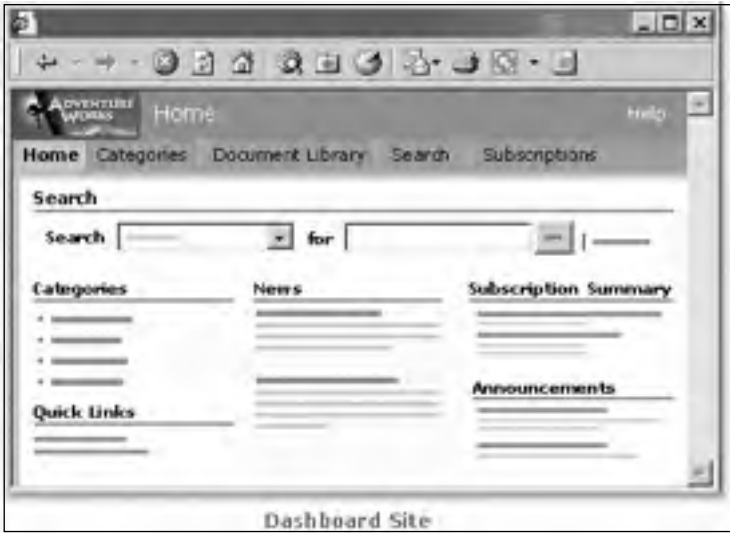 ADVENTURE
WORKS
Home
Help
Home Categories Document Library Search Subscriptions
Search
Search for
Categories
News
Subscription Summary
Announcements
Quick Links
Dashboard Site